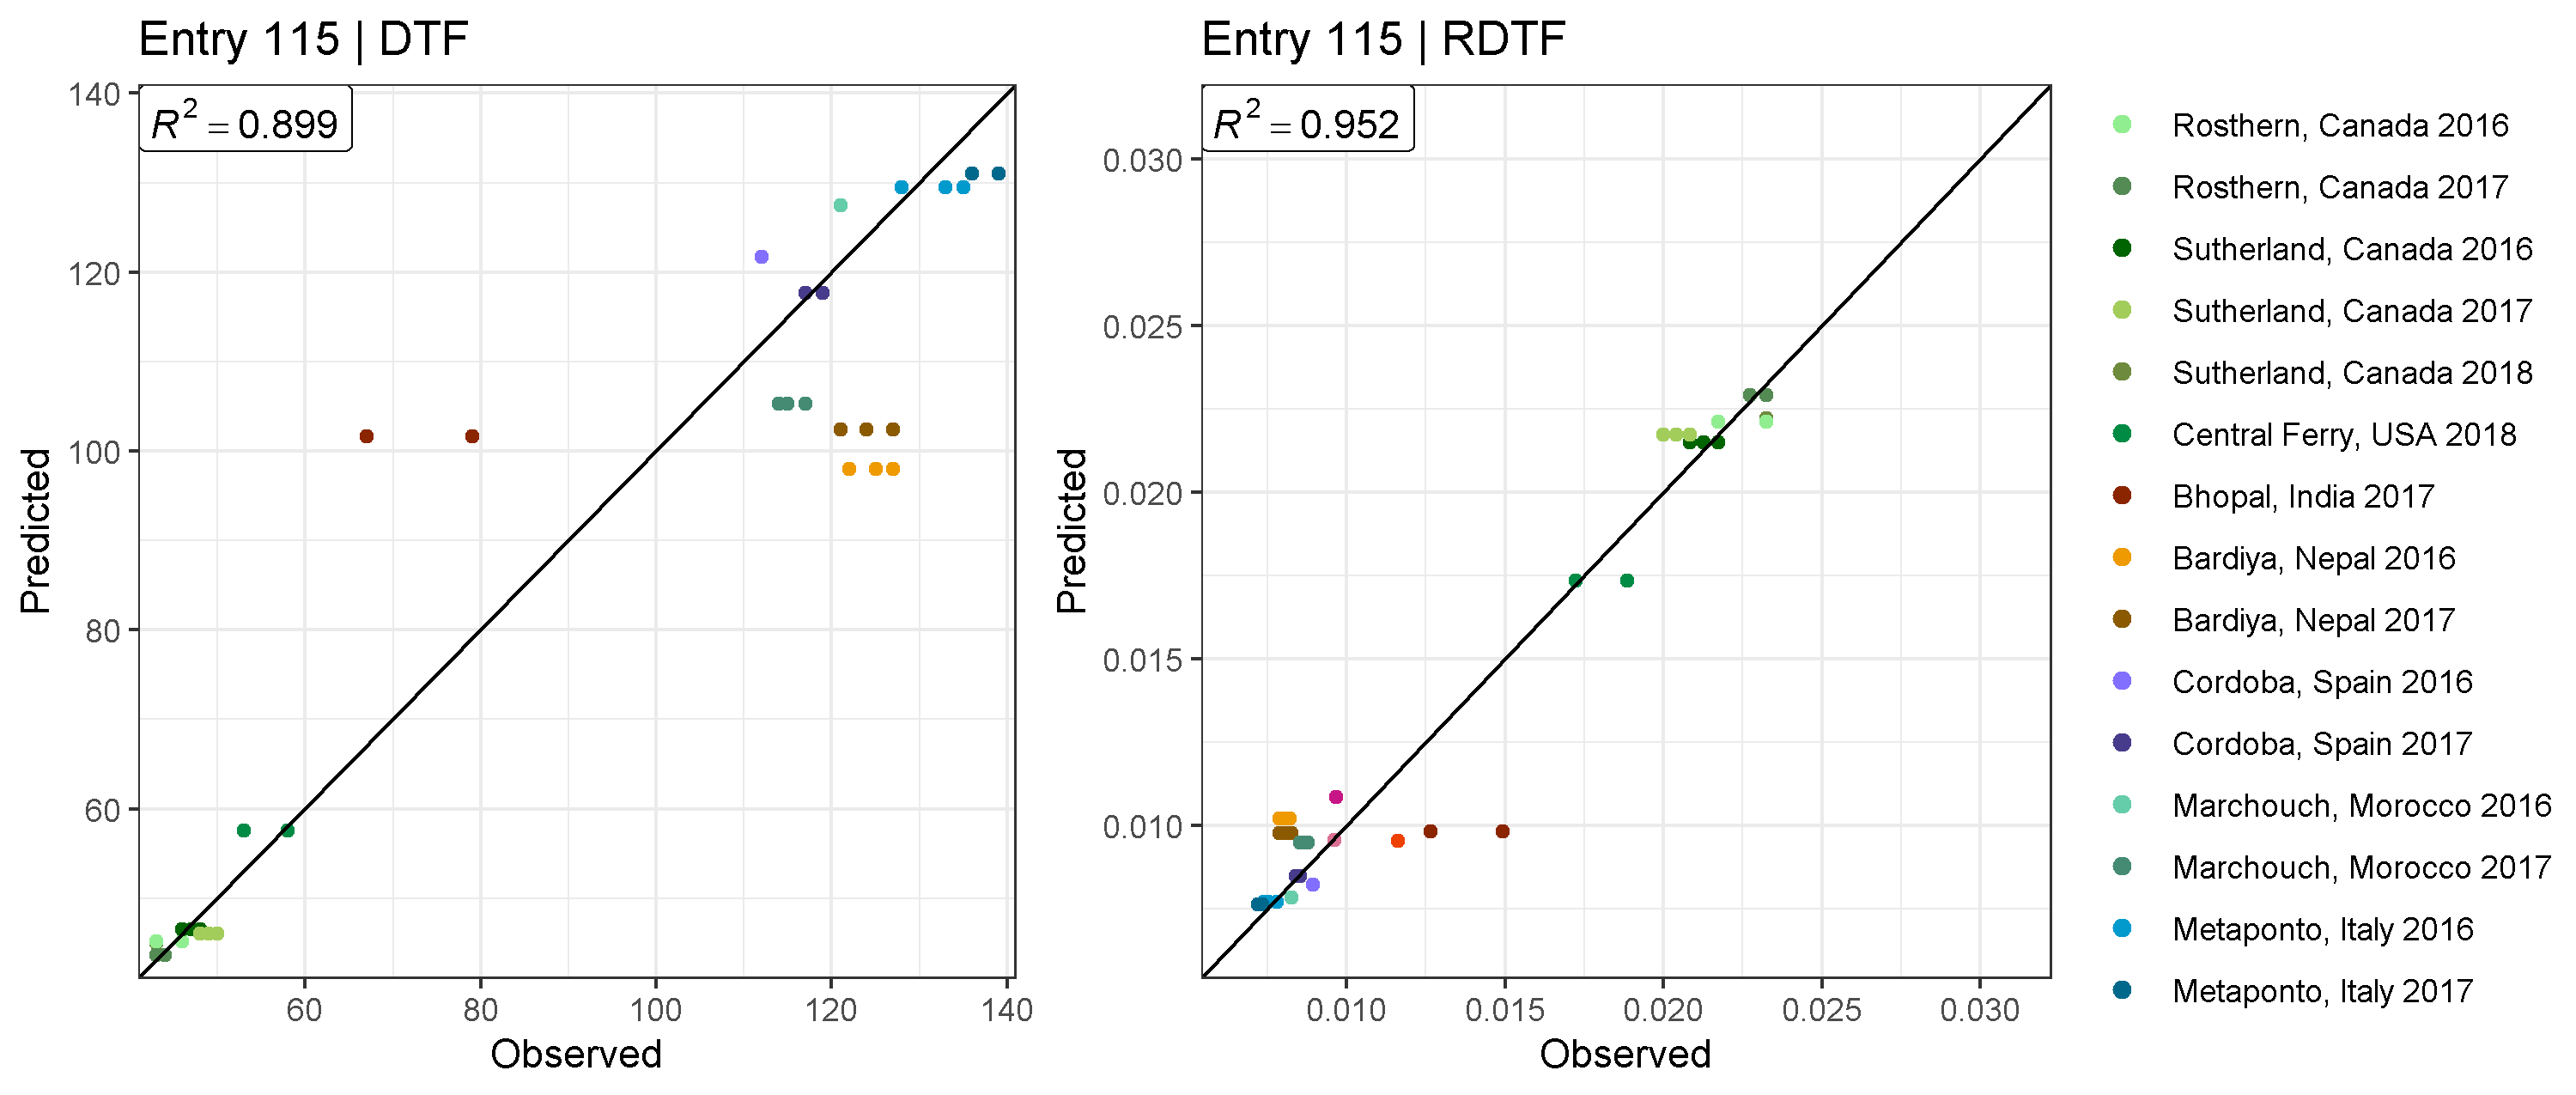 Entry 115 | DTF
R² = 0.899
140
120
100
80
60
Predicted
60 80 100 120 140
Observed
Entry 115 | RDTF
R² = 0.952
0.030
0.025
0.020
0.015
0.010
Predicted
0.010 0.015 0.020 0.025 0.030
Observed
Rosthern, Canada 2016
Rosthern, Canada 2017
Sutherland, Canada 2016
Sutherland, Canada 2017
Sutherland, Canada 2018
Central Ferry, USA 2018
Bhopal, India 2017
Bardiya, Nepal 2016
Bardiya, Nepal 2017
Cordoba, Spain 2016
Cordoba, Spain 2017
Marchouch, Morocco 2016
Marchouch, Morocco 2017
Metaponto, Italy 2016
Metaponto, Italy 2017